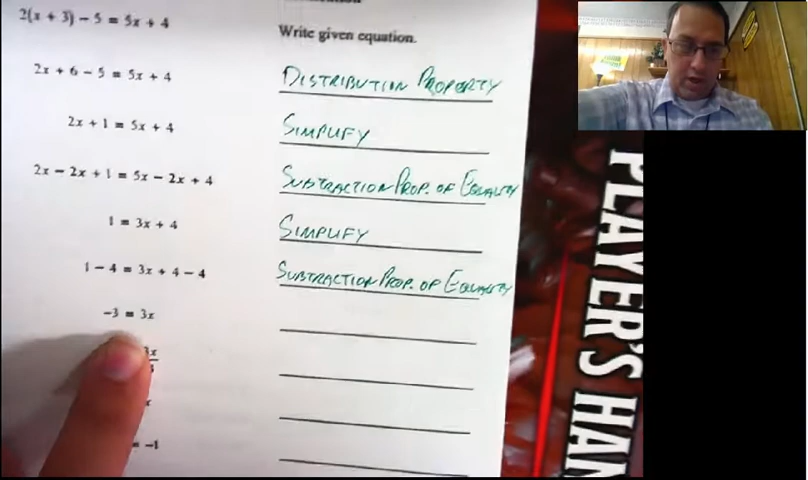 2(x + 3) – 5 = 5x + 4
Write given equation.
2x + 6 – 5 = 5x + 4
DISTRIBUTION PROPERTY
2x + 1 = 5x + 4
SIMPLIFY
2x – 2x + 1 = 5x – 2x + 4
SUBTRACTION PROP. OF EQUALITY
1 = 3x + 4
SIMPLIFY
1 – 4 = 3x + 4 – 4
SUBTRACTION PROP. OF EQUALITY
-3 = 3x
3x
= -1
PLAYER'S HAN